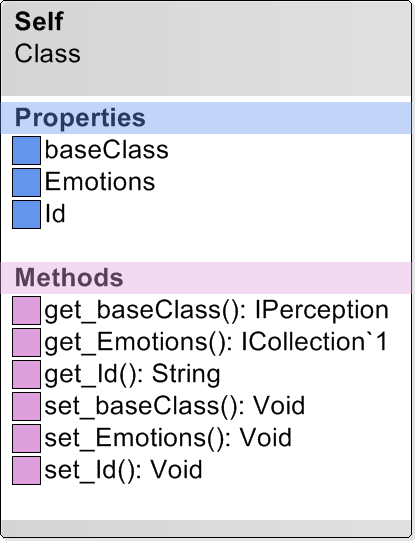 Self
Class
Properties
baseClass
Emotions
Id
Methods
get_baseClass(): IPerception
get_Emotions(): ICollection`1
get_Id(): String
set_baseClass(): Void
set_Emotions(): Void
set_Id(): Void